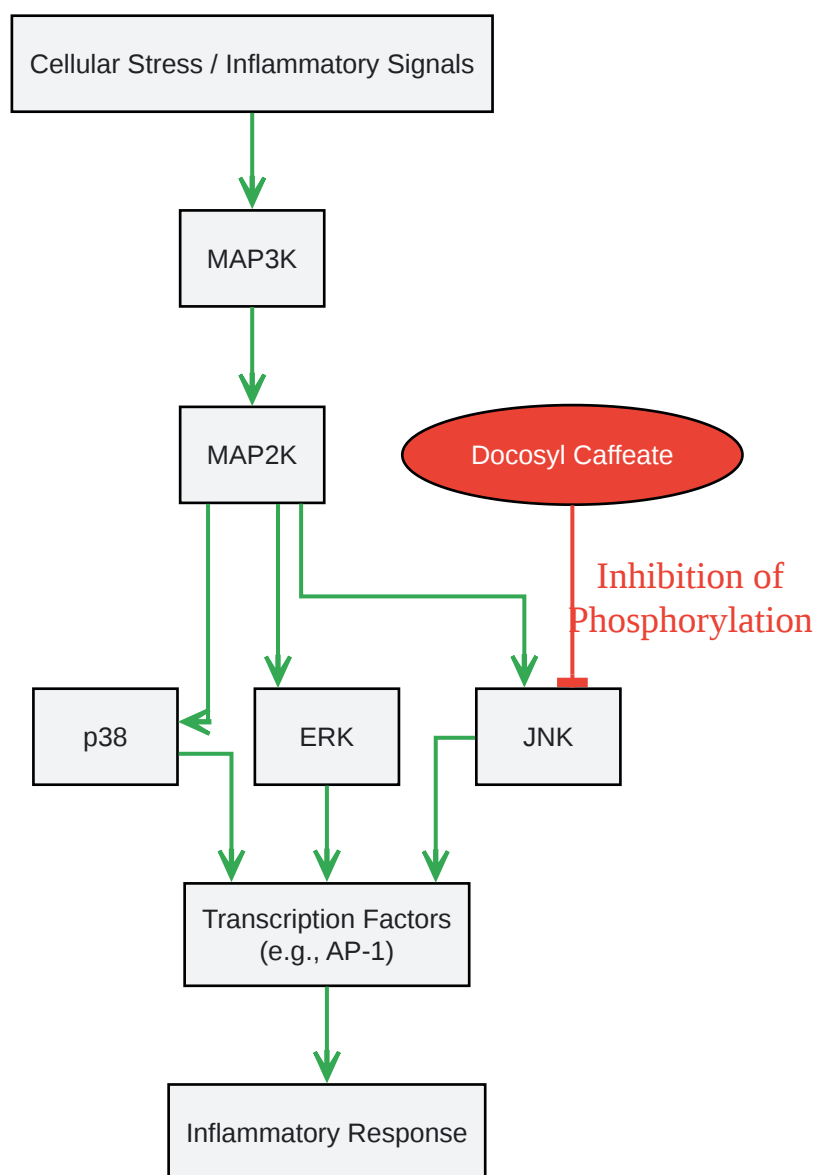 Cellular Stress / Inflammatory Signals
MAP3K
MAP2K
Docosyl Caffeate
Inhibition of
Phosphorylation
p38
ERK
JNK
Transcription Factors
(e.g., AP-1)
Inflammatory Response